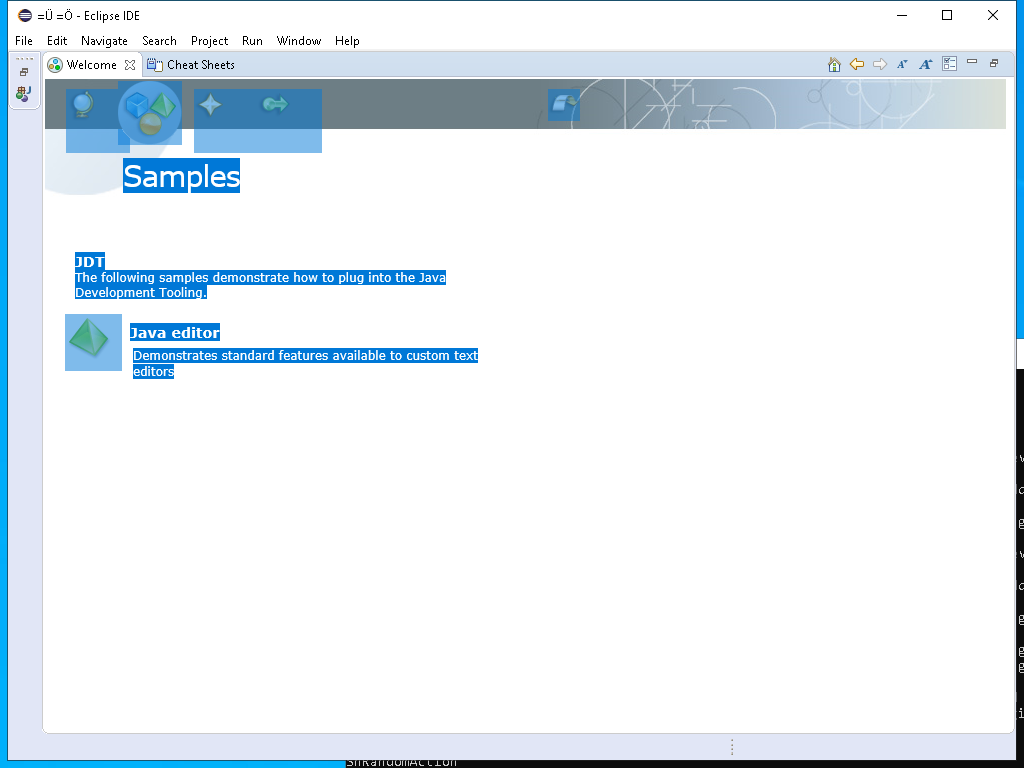 =Ü =Ö - Eclipse IDE
File Edit Navigate Search Project Run Window Help
Welcome Cheat Sheets
Samples
JDT
The following samples demonstrate how to plug into the Java
Development Tooling.
Java editor
Demonstrates standard features available to custom text
editors
ShRandomAction